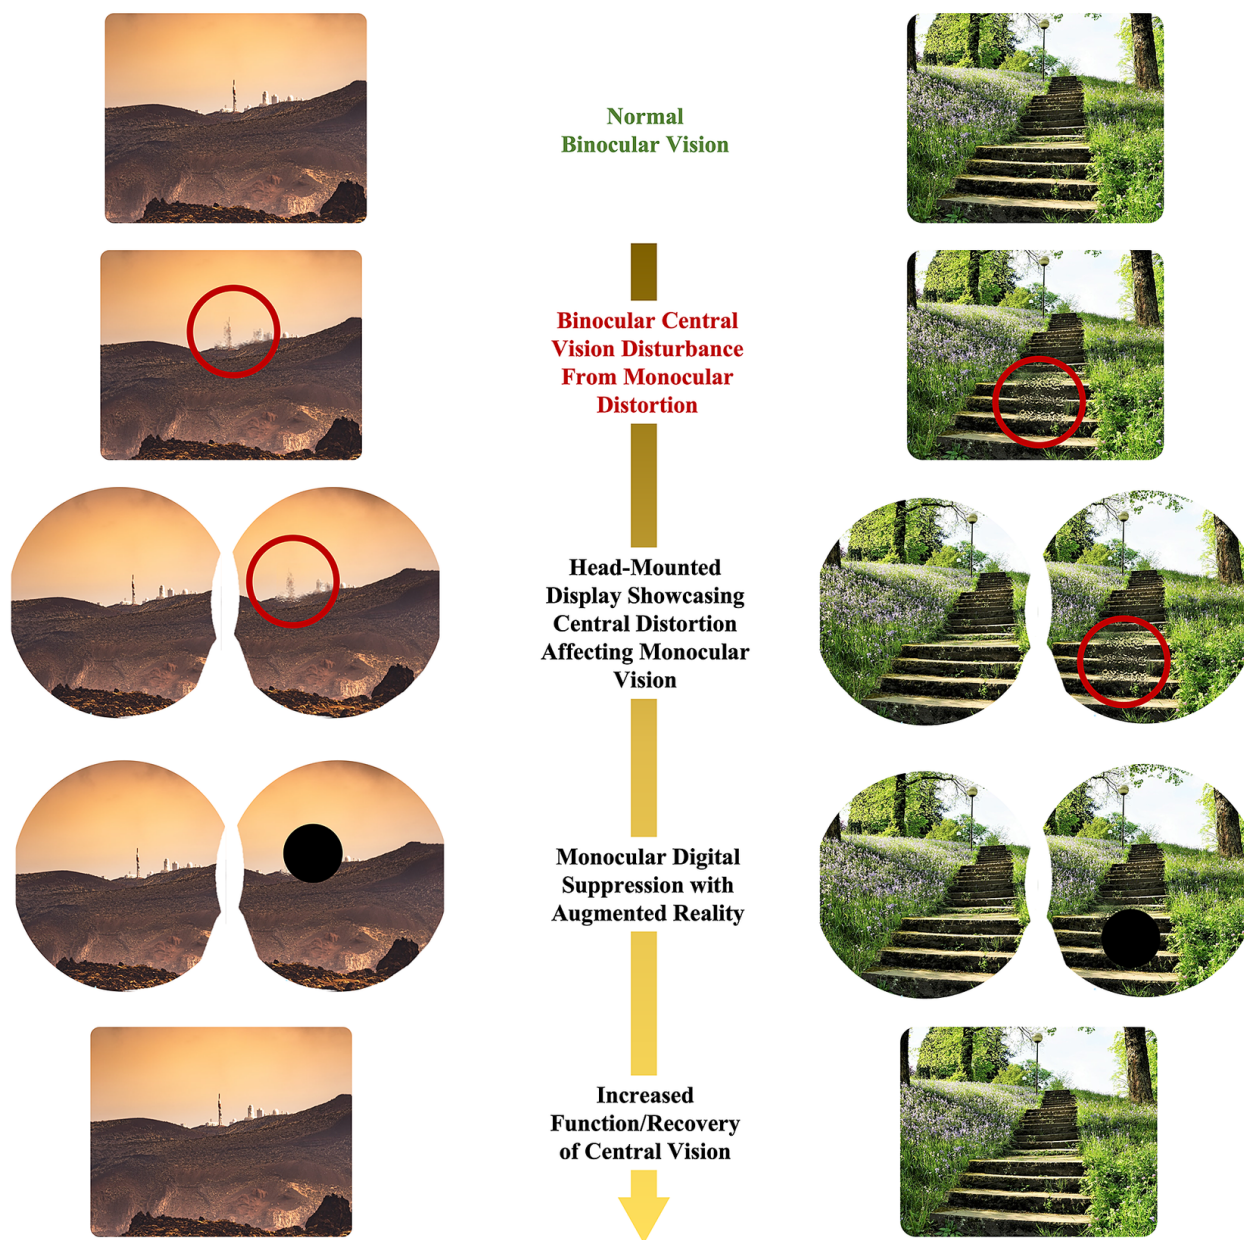 Normal
Binocular Vision
Binocular Central
Vision Disturbance
From Monocular
Distortion
Head-Mounted
Display Showcasing
Central Distortion
Affecting Monocular
Vision
Monocular Digital
Suppression with
Augmented Reality
Increased
Function/Recovery
of Central Vision